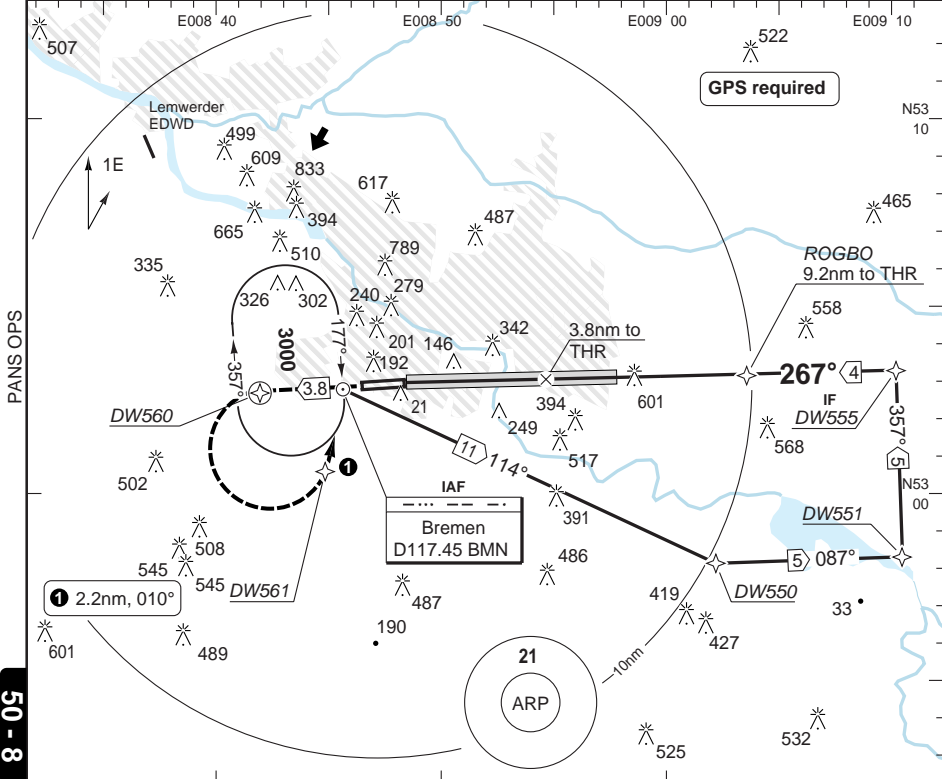 E008 40
E008 50
E009 00
E009 10
507
522
GPS required
Lemwerder
EDWD
N53
10
499
609
1E
833
617
465
394
665
487
510
ROGBO
9.2nm to THR
335
789
279
326
302
240
558
3000
177°
201
146
342
3.8nm to
THR
192
PANS OPS
357°
3.8
21
394
601
267°
4
IF
DW555
DW560
249
568
357°
517
11
114°
5
1
502
IAF
N53
00
Bremen
D117.45 BMN
391
DW551
508
545
545
486
5
087°
DW561
487
419
DW550
33
1 2.2nm, 010°
427
190
601
489
21
10nm
ARP
50 - 8
525
532